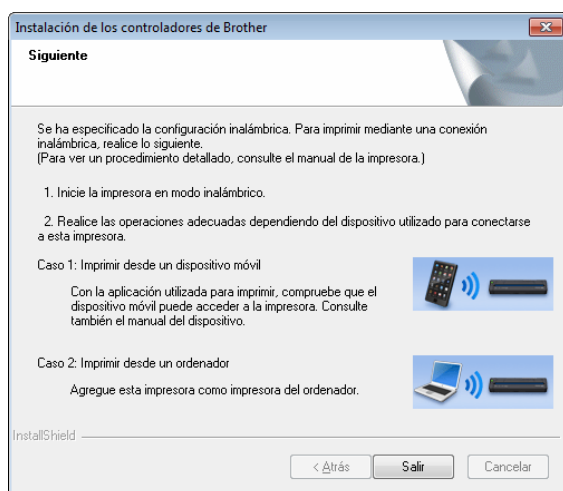 Instalación de los controladores de Brother
Siguiente
Se ha especificado la configuración inalámbrica. Para imprimir mediante una conexión
inalámbrica, realice lo siguiente.
(Para ver un procedimiento detallado, consulte el manual de la impresora.)
1. Inicie la impresora en modo inalámbrico.
2. Realice las operaciones adecuadas dependiendo del dispositivo utilizado para conectarse
a esta impresora.
Caso 1: Imprimir desde un dispositivo móvil
Con la aplicación utilizada para imprimir, compruebe que el
dispositivo móvil puede acceder a la impresora. Consulte
también el manual del dispositivo.
Caso 2: Imprimir desde un ordenador
Agregue esta impresora como impresora del ordenador.
InstallShield
< Atrás Salir Cancelar